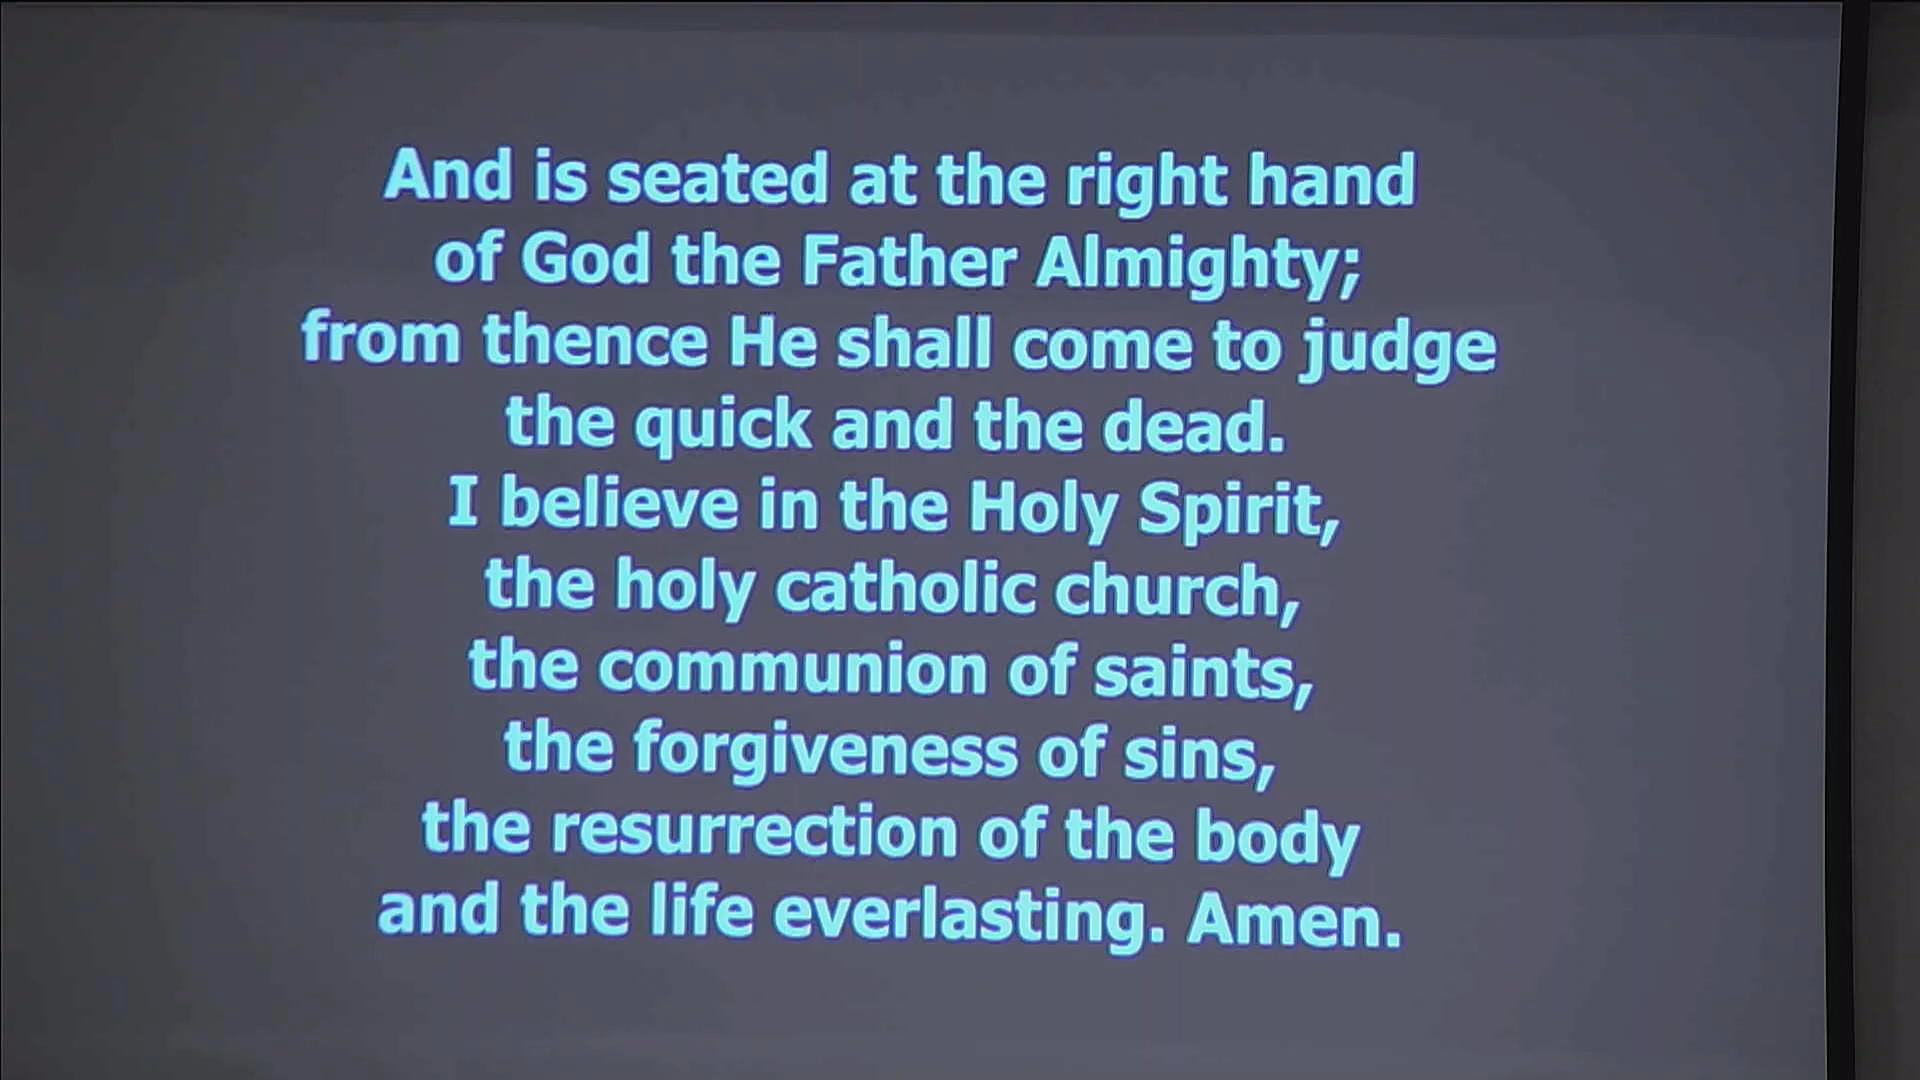 And is seated at the right hand
of God the Father Almighty;
from thence He shall come to judge
the quick and the dead.
I believe in the Holy Spirit,
the holy catholic church,
the communion of saints,
the forgiveness of sins,
the resurrection of the body
and the life everlasting. Amen.